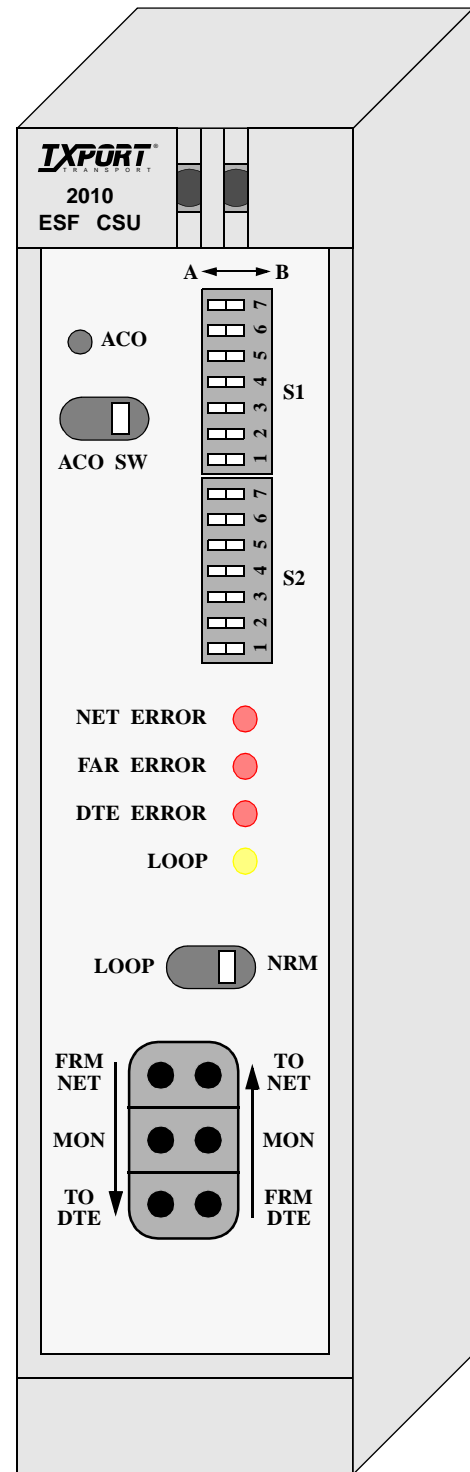 TXPORT®
TRANSPORT
2010
ESF CSU
A B
ACO
ACO SW
7
6
5
4
3
2
1
S1
7
6
5
4
3
2
1
S2
NET ERROR
FAR ERROR
DTE ERROR
LOOP
LOOP NRM
FRM
NET
TO
NET
MON
MON
TO
DTE
FRM
DTE